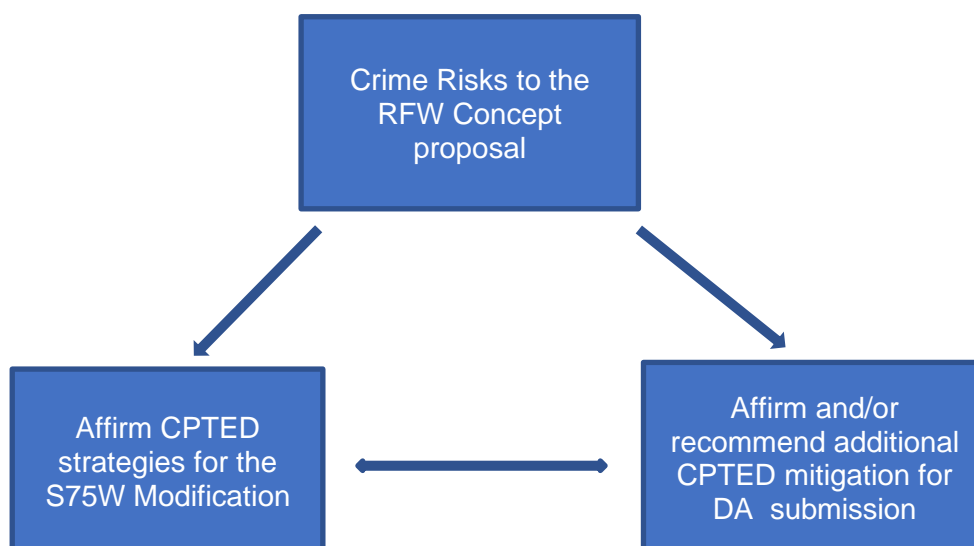 Crime Risks to the
RFW Concept
proposal
Affirm CPTED
strategies for the
S75W Modification
Affirm and/or
recommend additional
CPTED mitigation for
DA  submission